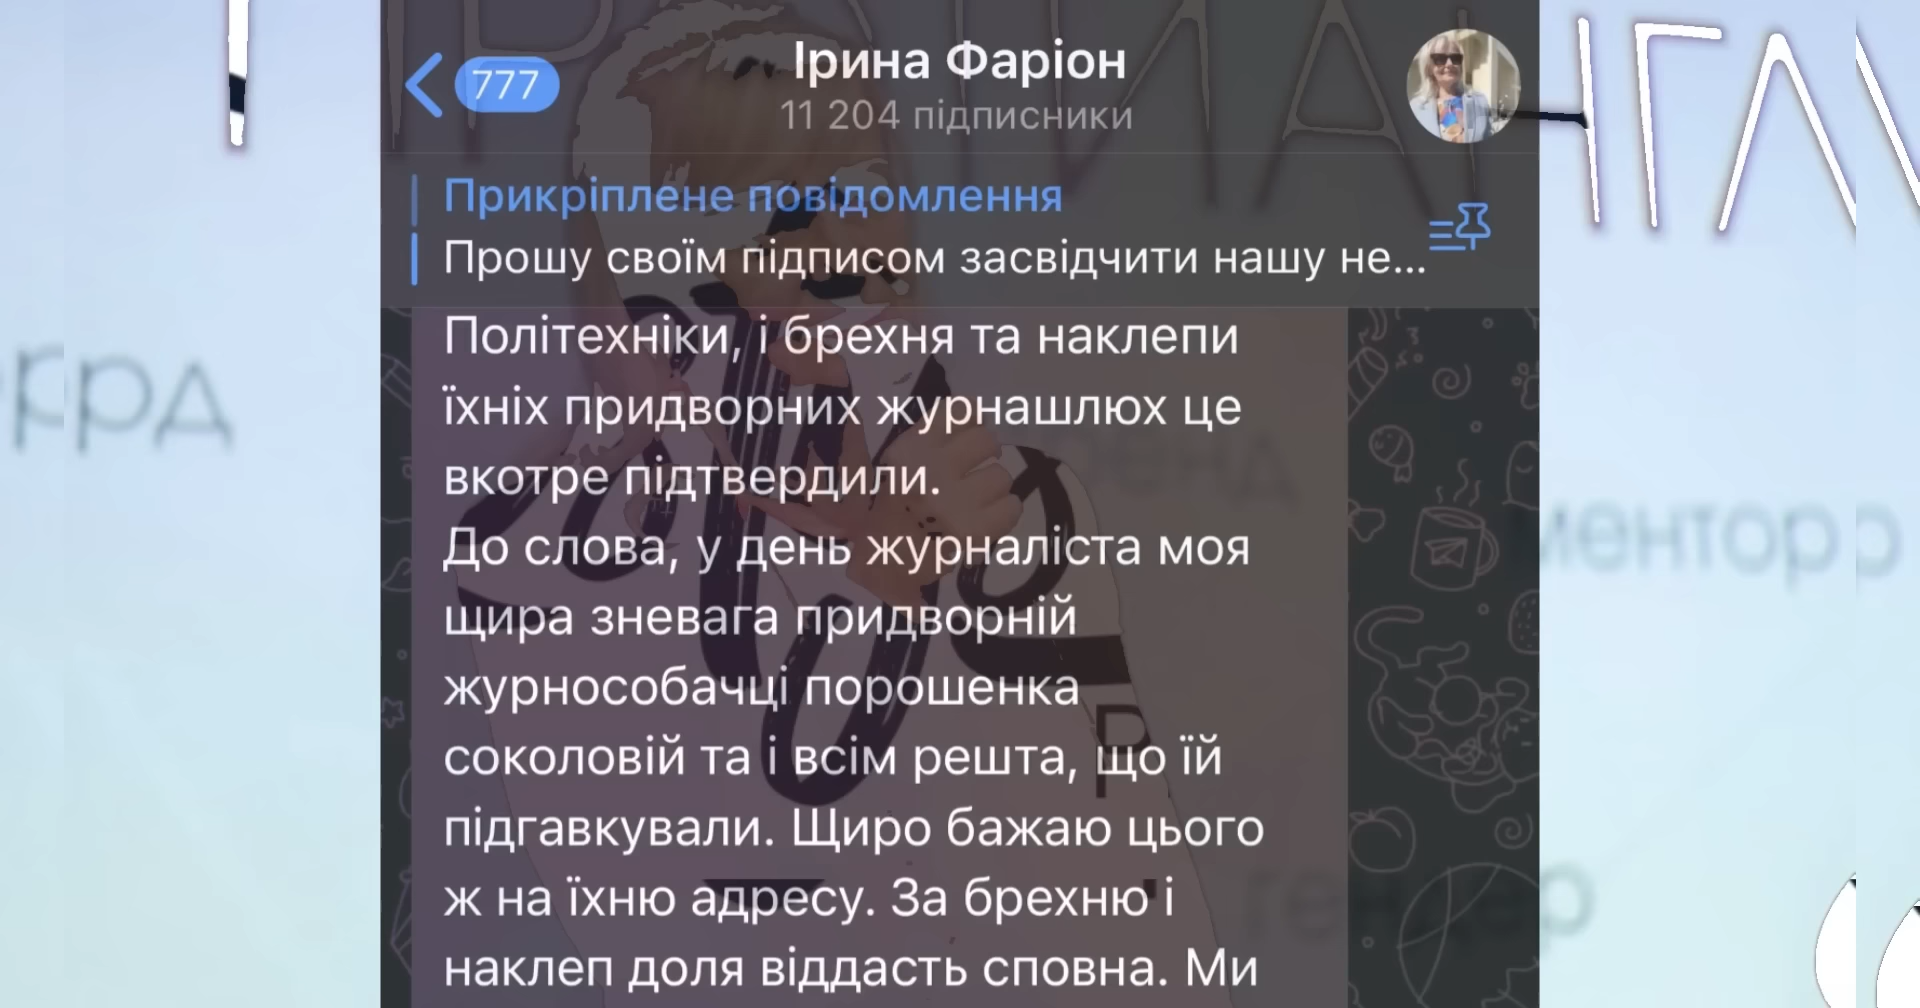 777
Ірина Фаріон
11 204 підписники
Прикріплене повідомлення
Прошу своїм підписом засвідчити нашу не...
Політехніки, і брехня та наклепи
їхніх придворних журнашлюх це
вкотре підтвердили.
До слова, у день журналіста моя
щира зневага придворній
журнособачці порошенка
соколовій та і всім решта, що їй
підгавкували. Щиро бажаю цього
ж на їхню адресу. За брехню і
наклеп доля віддасть сповна. Ми
ментор
гендер